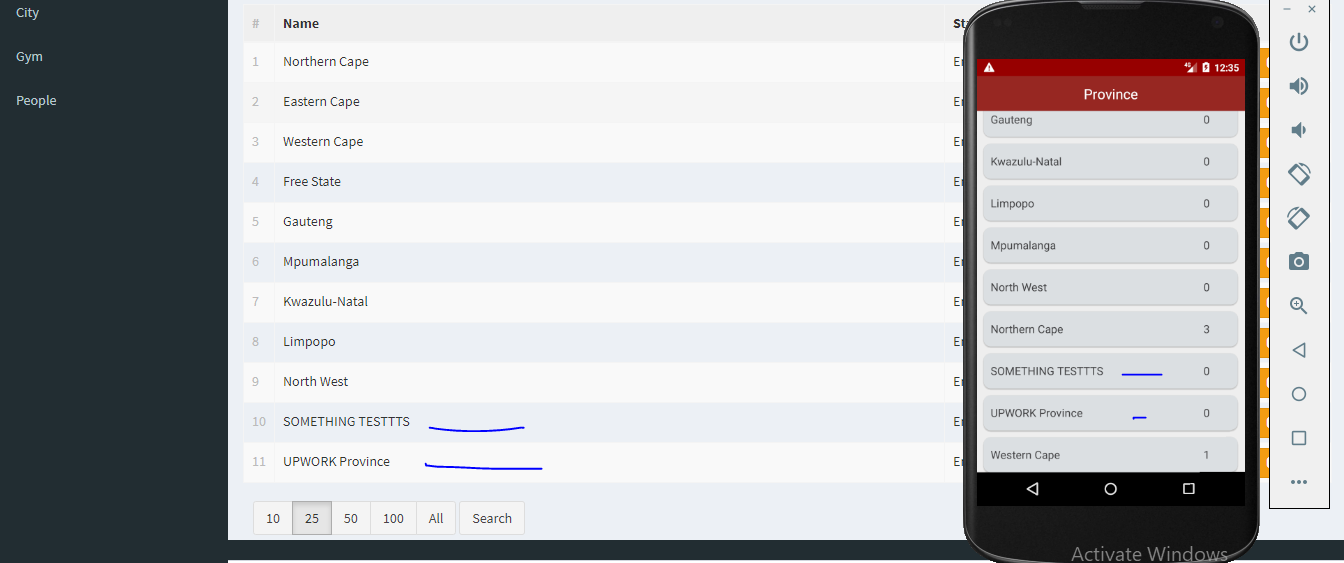 City
Gym
People
# Name
1 Northern Cape
2 Eastern Cape
3 Western Cape
4 Free State
5 Gauteng
6 Mpumalanga
7 Kwazulu-Natal
8 Limpopo
9 North West
10 SOMETHING TESTTTS
11 UPWORK Province
10 25 50 100 All Search
4G 12:35
Province
Gauteng 0
Kwazulu-Natal 0
Limpopo 0
Mpumalanga 0
North West 0
Northern Cape 3
SOMETHING TESTTTS 0
UPWORK Province 0
Western Cape 1
Activate Windows